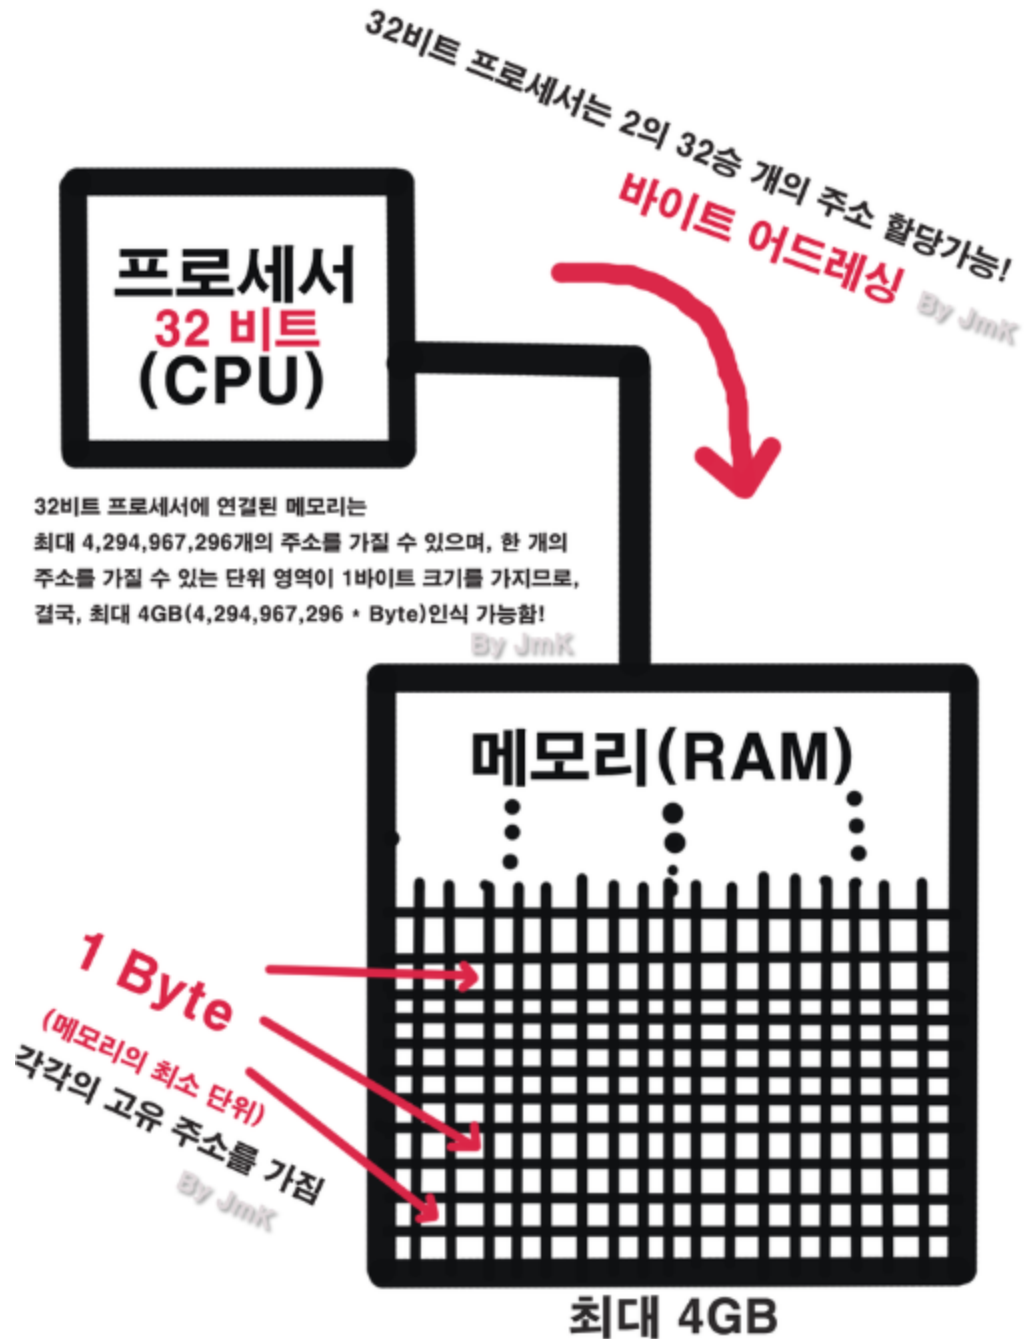 32비트 프로세서는 2의 32승 개의 주소 할당가능!
바이트 어드레싱
By JmK
프로세서
32 비트
(CPU)
32비트 프로세서에 연결된 메모리는
최대 4,294,967,296개의 주소를 가질 수 있으며, 한 개의
주소를 가질 수 있는 단위 영역이 1바이트 크기를 가지므로,
결국, 최대 4GB(4,294,967,296 * Byte)인식 가능함!
By JmK
메모리(RAM)
1 Byte
(메모리의 최소 단위)
각각의 고유 주소를 가짐
By JmK
최대 4GB